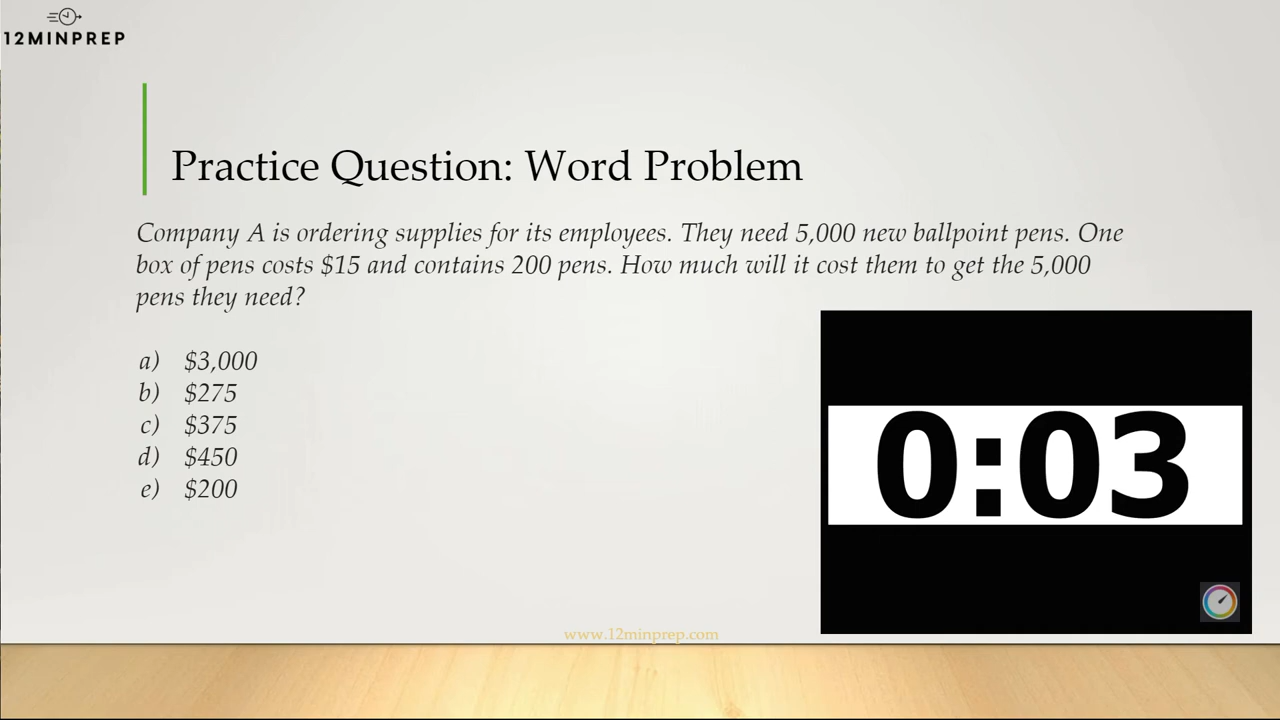 12MINPREP
Practice Question: Word Problem
Company A is ordering supplies for its employees. They need 5,000 new ballpoint pens. One
box of pens costs $15 and contains 200 pens. How much will it cost them to get the 5,000
pens they need?
a) $3,000
b) $275
c) $375
d) $450
e) $200
0:03
www.12minprep.com